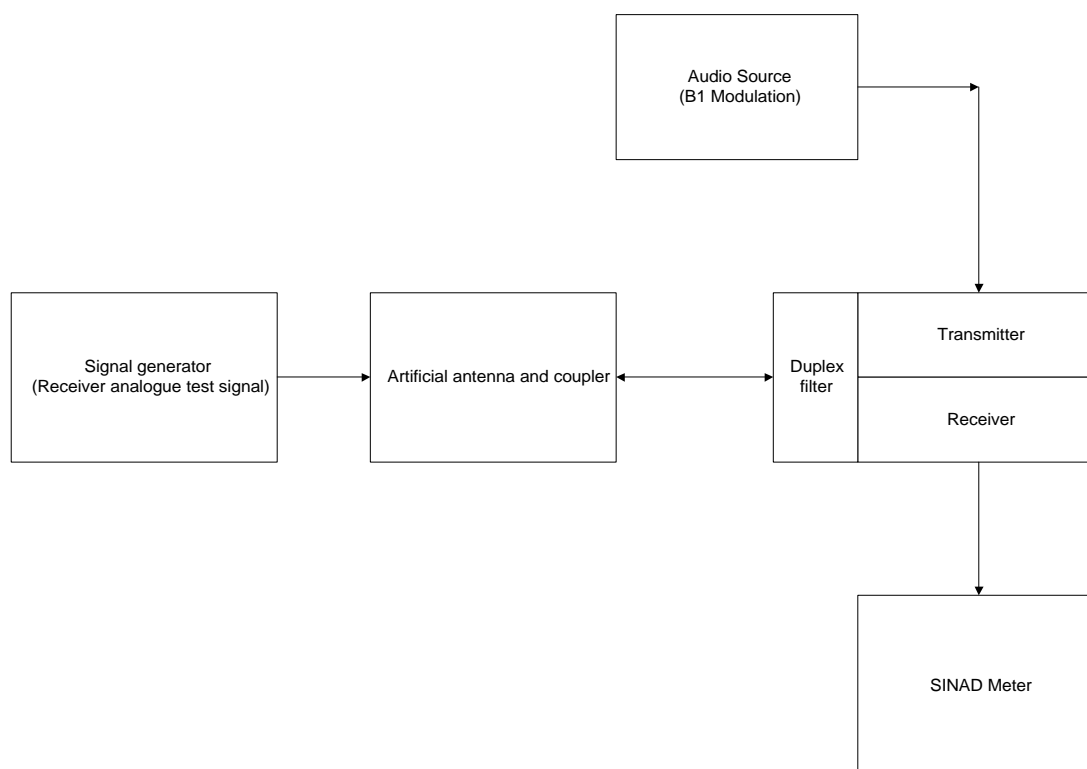 Audio Source
(B1 Modulation)
Signal generator
(Receiver analogue test signal)
Artificial antenna and coupler
Duplex
filter
Transmitter
Receiver
SINAD Meter